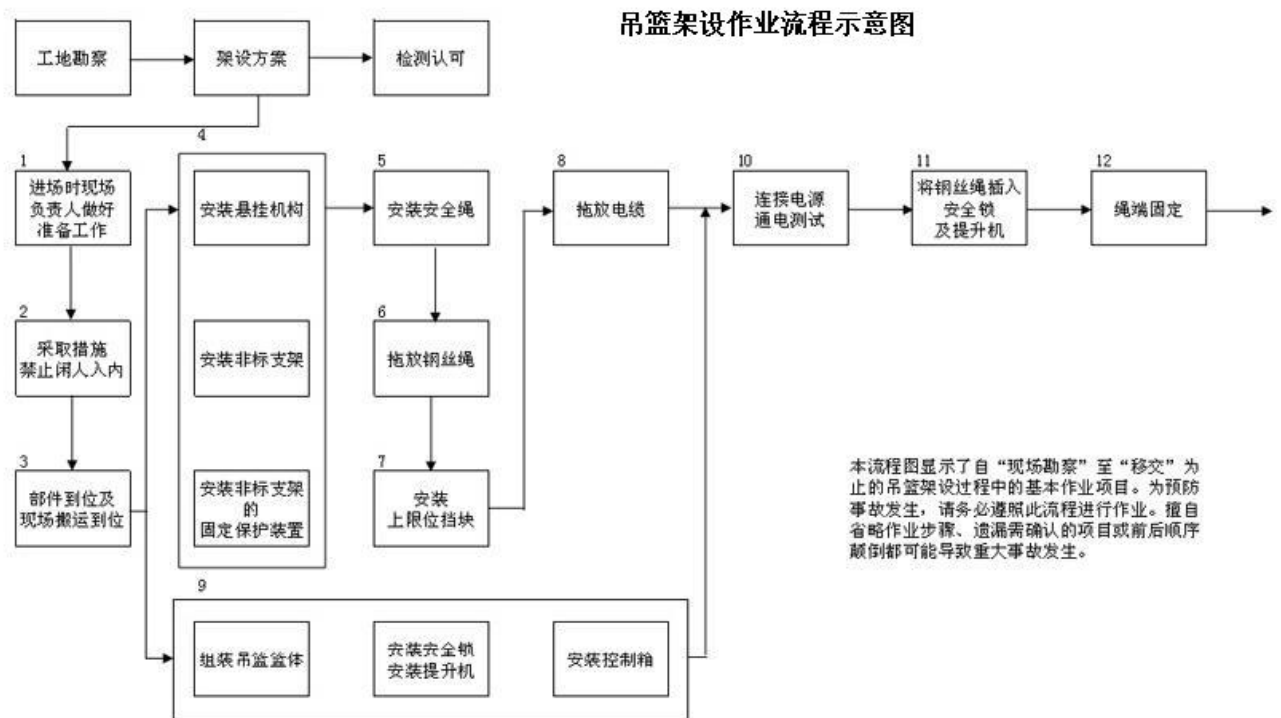 吊篮架设作业流程示意图
工地勘察
架设方案
检测认可
1
进场时现场
负责人做好
准备工作
2
采取措施
禁止闲人入内
3
部件到位及
现场搬运到位
4
安装悬挂机构
安装非标支架
安装非标支架
的
固定保护装置
5
安装安全绳
6
拖放钢丝绳
7
安装
上限位挡块
8
拖放电缆
9
组装吊篮篮体
安装安全锁
安装提升机
安装控制箱
10
连接电源
通电测试
11
将钢丝绳插入
安全锁
及提升机
12
绳端固定
本流程图显示了自“现场勘察”至“移交”为
止的吊篮架设过程中的基本作业项目。为预防
事故发生，请务必遵照此流程进行作业。擅自
省略作业步骤、遗漏需确认的项目或前后顺序
颠倒都可能导致重大事故发生。